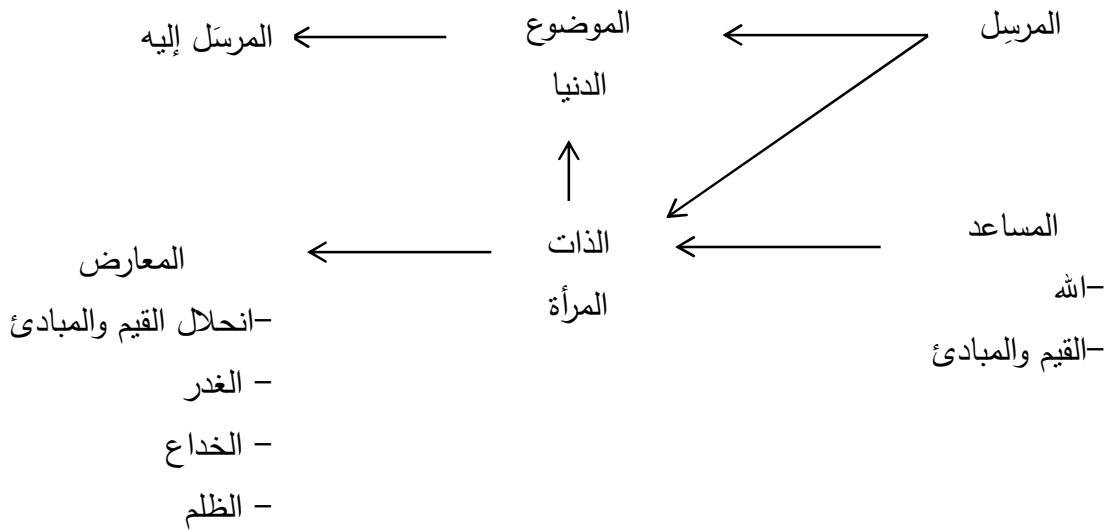 المرسِل
الموضوع
المرسَل إليه
الدنيا
المساعد
الذات
المعارض
–الله
المرأة
–انحلال القيم والمبادئ
–القيم والمبادئ
– الغدر
– الخداع
– الظلم